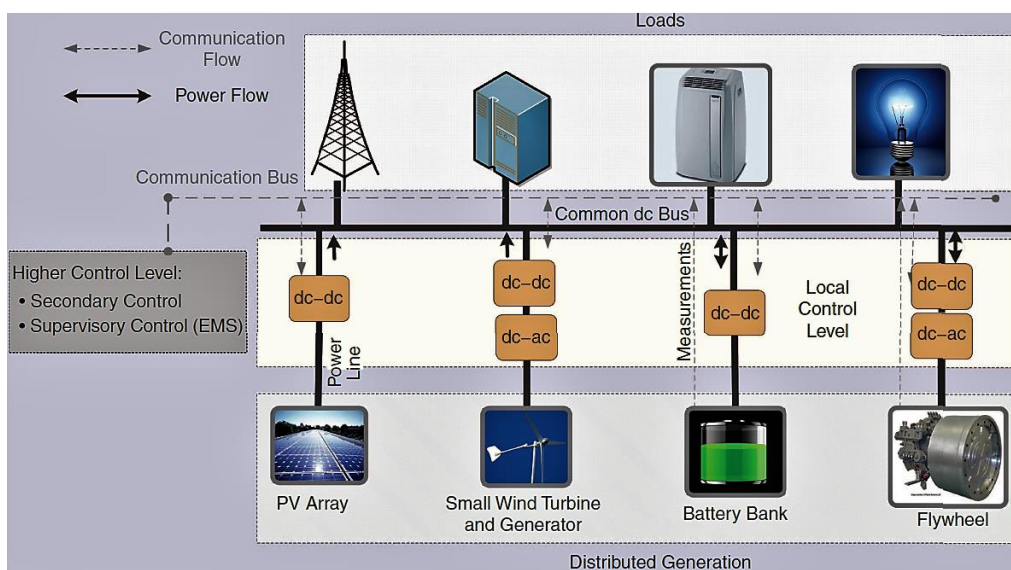 Loads
Communication
Flow
Power Flow
Communication Bus
Common dc Bus
Higher Control Level:
• Secondary Control
• Supervisory Control (EMS)
dc–dc
dc–dc
dc–ac
Measurements
dc–dc
Local
Control
Level
dc–dc
dc–ac
Power
Line
PV Array
Small Wind Turbine
and Generator
Battery Bank
Flywheel
Distributed Generation